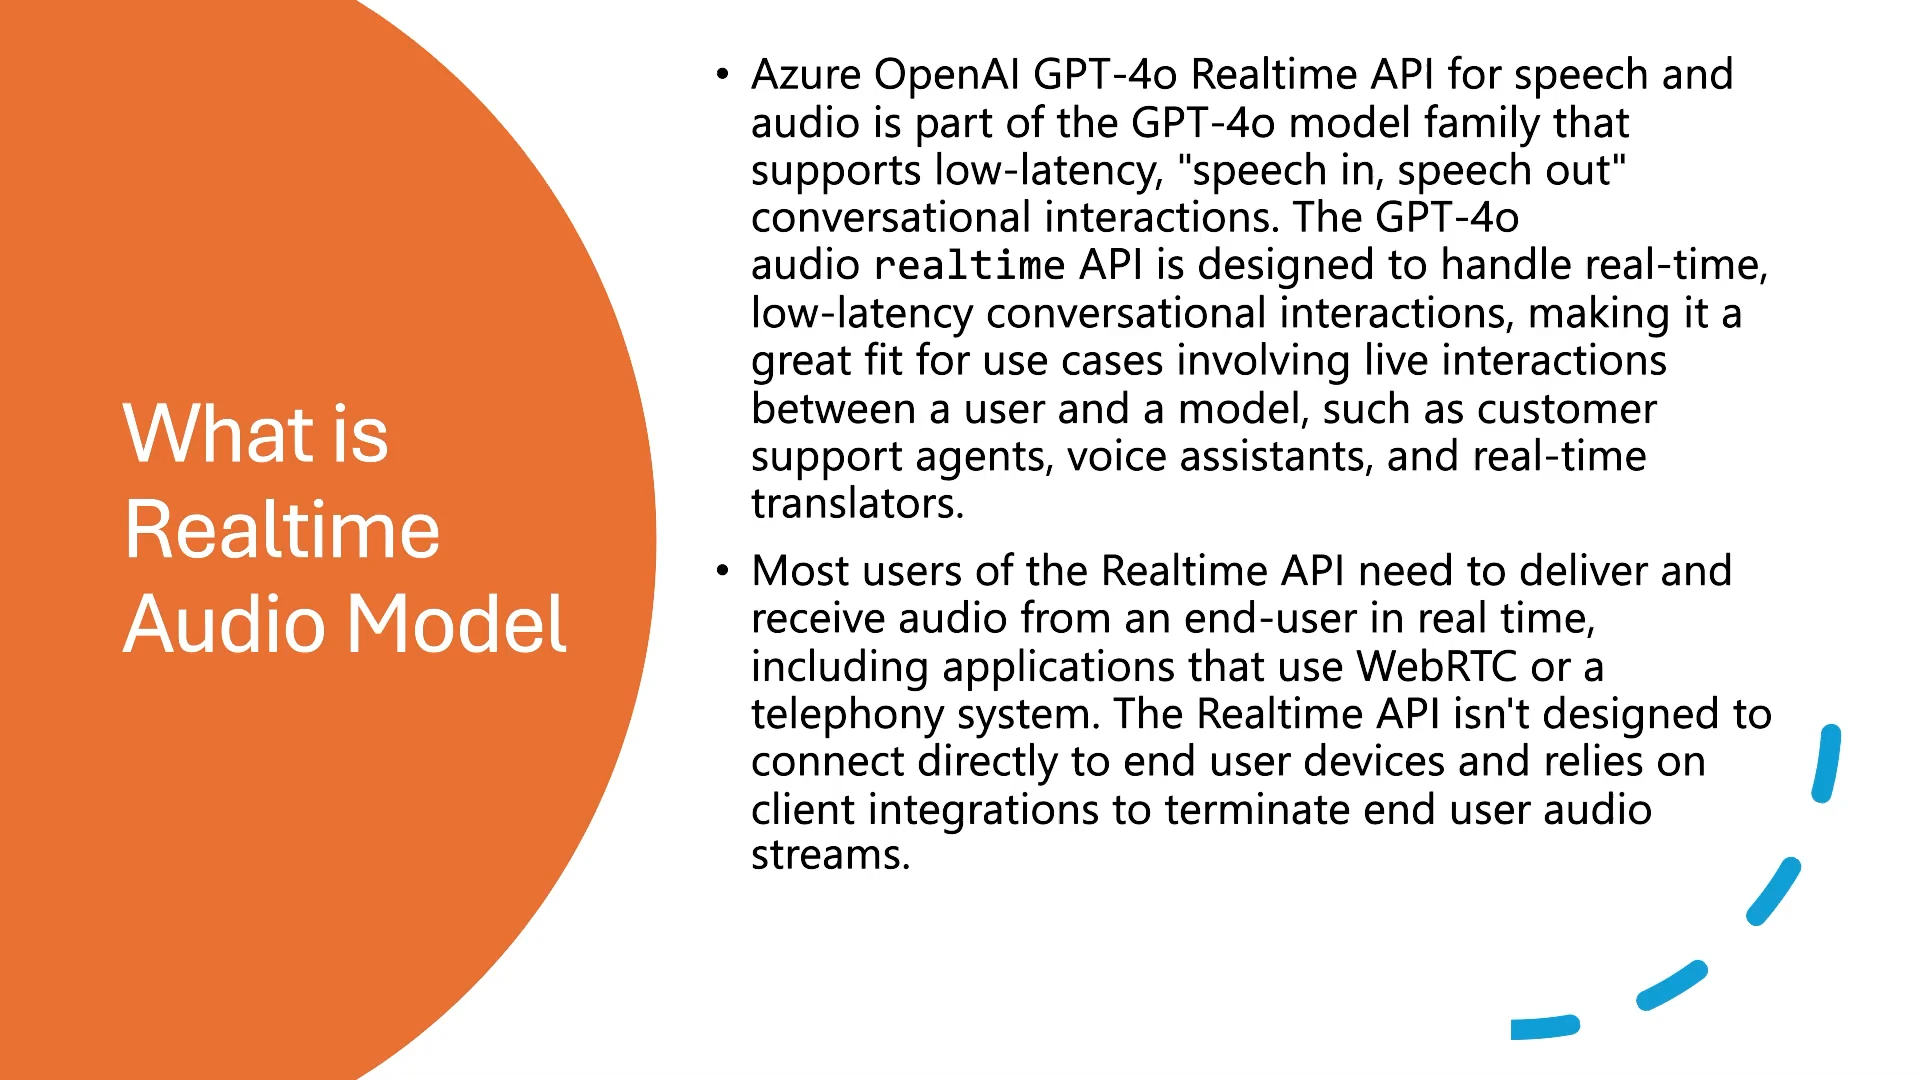 What is
Realtime
Audio Model
• Azure OpenAI GPT-4o Realtime API for speech and
audio is part of the GPT-4o model family that
supports low-latency, "speech in, speech out"
conversational interactions. The GPT-4o
audio realtime API is designed to handle real-time,
low-latency conversational interactions, making it a
great fit for use cases involving live interactions
between a user and a model, such as customer
support agents, voice assistants, and real-time
translators.
• Most users of the Realtime API need to deliver and
receive audio from an end-user in real time,
including applications that use WebRTC or a
telephony system. The Realtime API isn't designed to
connect directly to end user devices and relies on
client integrations to terminate end user audio
streams.